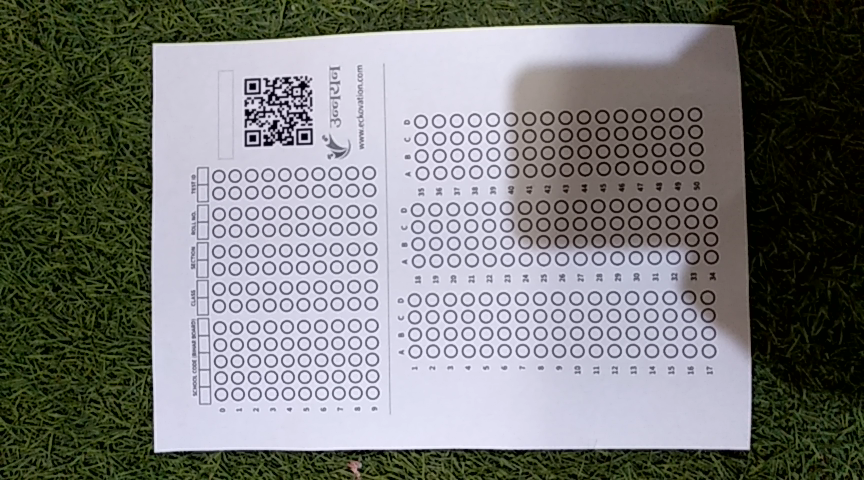 SCHOOL CODE (BIHAR BOARD) CLASS SECTION ROLL NO. TEST ID
0
1
2
3
4
5
6
7
8
9
उन्नयन
www.eckovation.com
A B C D A B C D A B C D
1 18 35
2 19 36
3 20 37
4 21 38
5 22 39
6 23 40
7 24 41
8 25 42
9 26 43
10 27 44
11 28 45
12 29 46
13 30 47
14 31 48
15 32 49
16 33 50
17 34